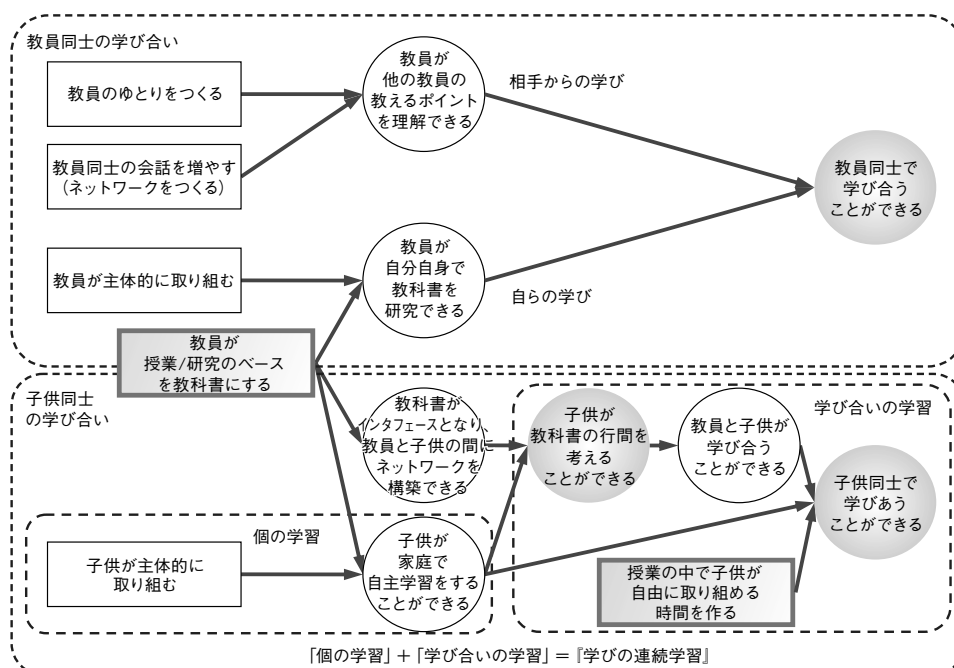 教員同士の学び合い
教員のゆとりをつくる
教員同士の会話を増やす
(ネットワークをつくる)
教員が
他の教員の
教えるポイント
を理解できる
相手からの学び
教員同士で
学び合う
ことができる
教員が主体的に取り組む
教員が
自分自身で
教科書を
研究できる
自らの学び
教員が
授業/研究のベース
を教科書にする
子供同士
の学び合い
教科書が
インタフェースとなり、
教員と子供の間に
ネットワークを
構築できる
子供が
教科書の行間を
考える
ことができる
教員と子供が
学び合う
ことができる
学び合いの学習
子供同士で
学びあう
ことができる
個の学習
子供が主体的に
取り組む
子供が
家庭で
自主学習をする
ことができる
授業の中で子供が
自由に取り組める
時間を作る
「個の学習」+「学び合いの学習」=『学びの連続学習』